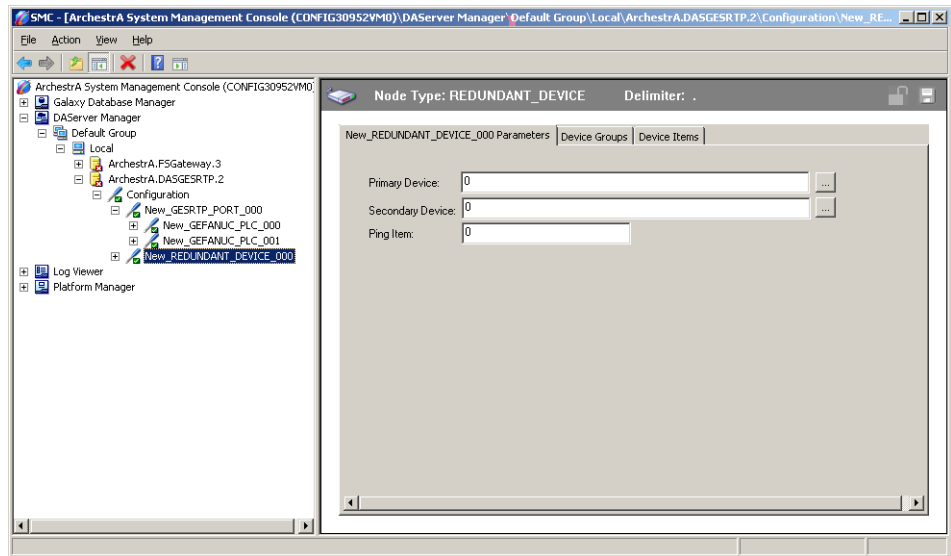 SMC - [ArchestrA System Management Console (CONFIG30952VM0)\DAServer Manager\Default Group\Local\ArchestrA.DASGESRTP.2\Configuration\New_RE...
File Action View Help
ArchestrA System Management Console (CONFIG30952VM0)
Galaxy Database Manager
DAServer Manager
Default Group
Local
ArchestrA.FSGateway.3
ArchestrA.DASGESRTP.2
Configuration
New_GESRTP_PORT_000
New_GEFANUC_PLC_000
New_GEFANUC_PLC_001
New_REDUNDANT_DEVICE_000
Log Viewer
Platform Manager
Node Type: REDUNDANT_DEVICE Delimiter: .
New_REDUNDANT_DEVICE_000 Parameters Device Groups Device Items
Primary Device: 0 ...
Secondary Device: 0 ...
Ping Item: 0